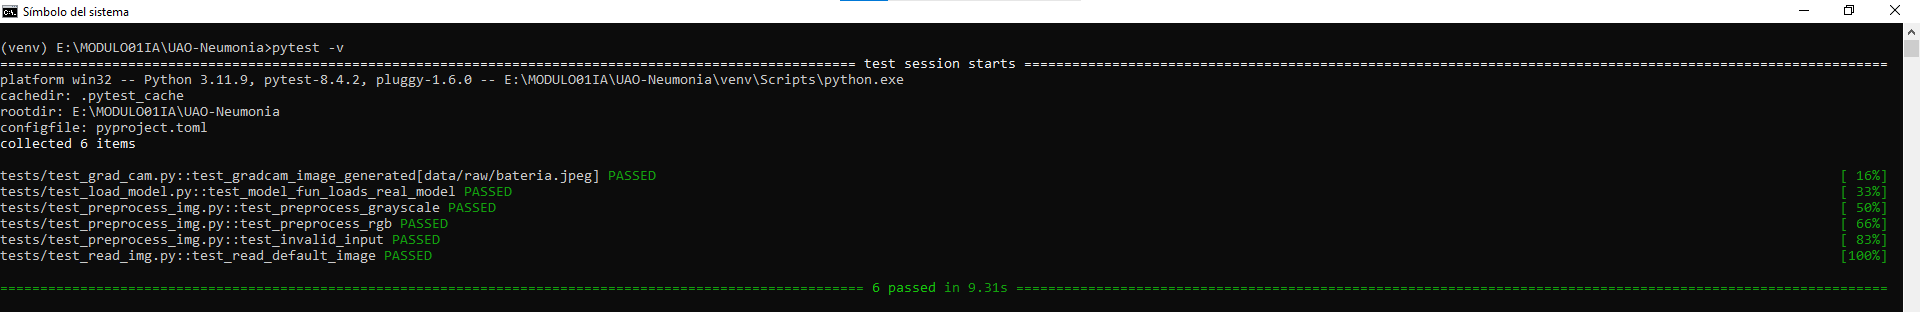 Símbolo del sistema
(venv) E:\MODULO01IA\UAO-Neumonia>pytest -v
=========================================================================================================== test session starts ============================================================================================================
platform win32 -- Python 3.11.9, pytest-8.4.2, pluggy-1.6.0 -- E:\MODULO01IA\UAO-Neumonia\venv\Scripts\python.exe
cachedir: .pytest_cache
rootdir: E:\MODULO01IA\UAO-Neumonia
configfile: pyproject.toml
collected 6 items
tests/test_grad_cam.py::test_gradcam_image_generated[data/raw/bateria.jpeg] PASSED [ 16%]
tests/test_load_model.py::test_model_fun_loads_real_model PASSED [ 33%]
tests/test_preprocess_img.py::test_preprocess_grayscale PASSED [ 50%]
tests/test_preprocess_img.py::test_preprocess_rgb PASSED [ 66%]
tests/test_preprocess_img.py::test_invalid_input PASSED [ 83%]
tests/test_read_img.py::test_read_default_image PASSED [100%]
============================================================================================================ 6 passed in 9.31s =============================================================================================================